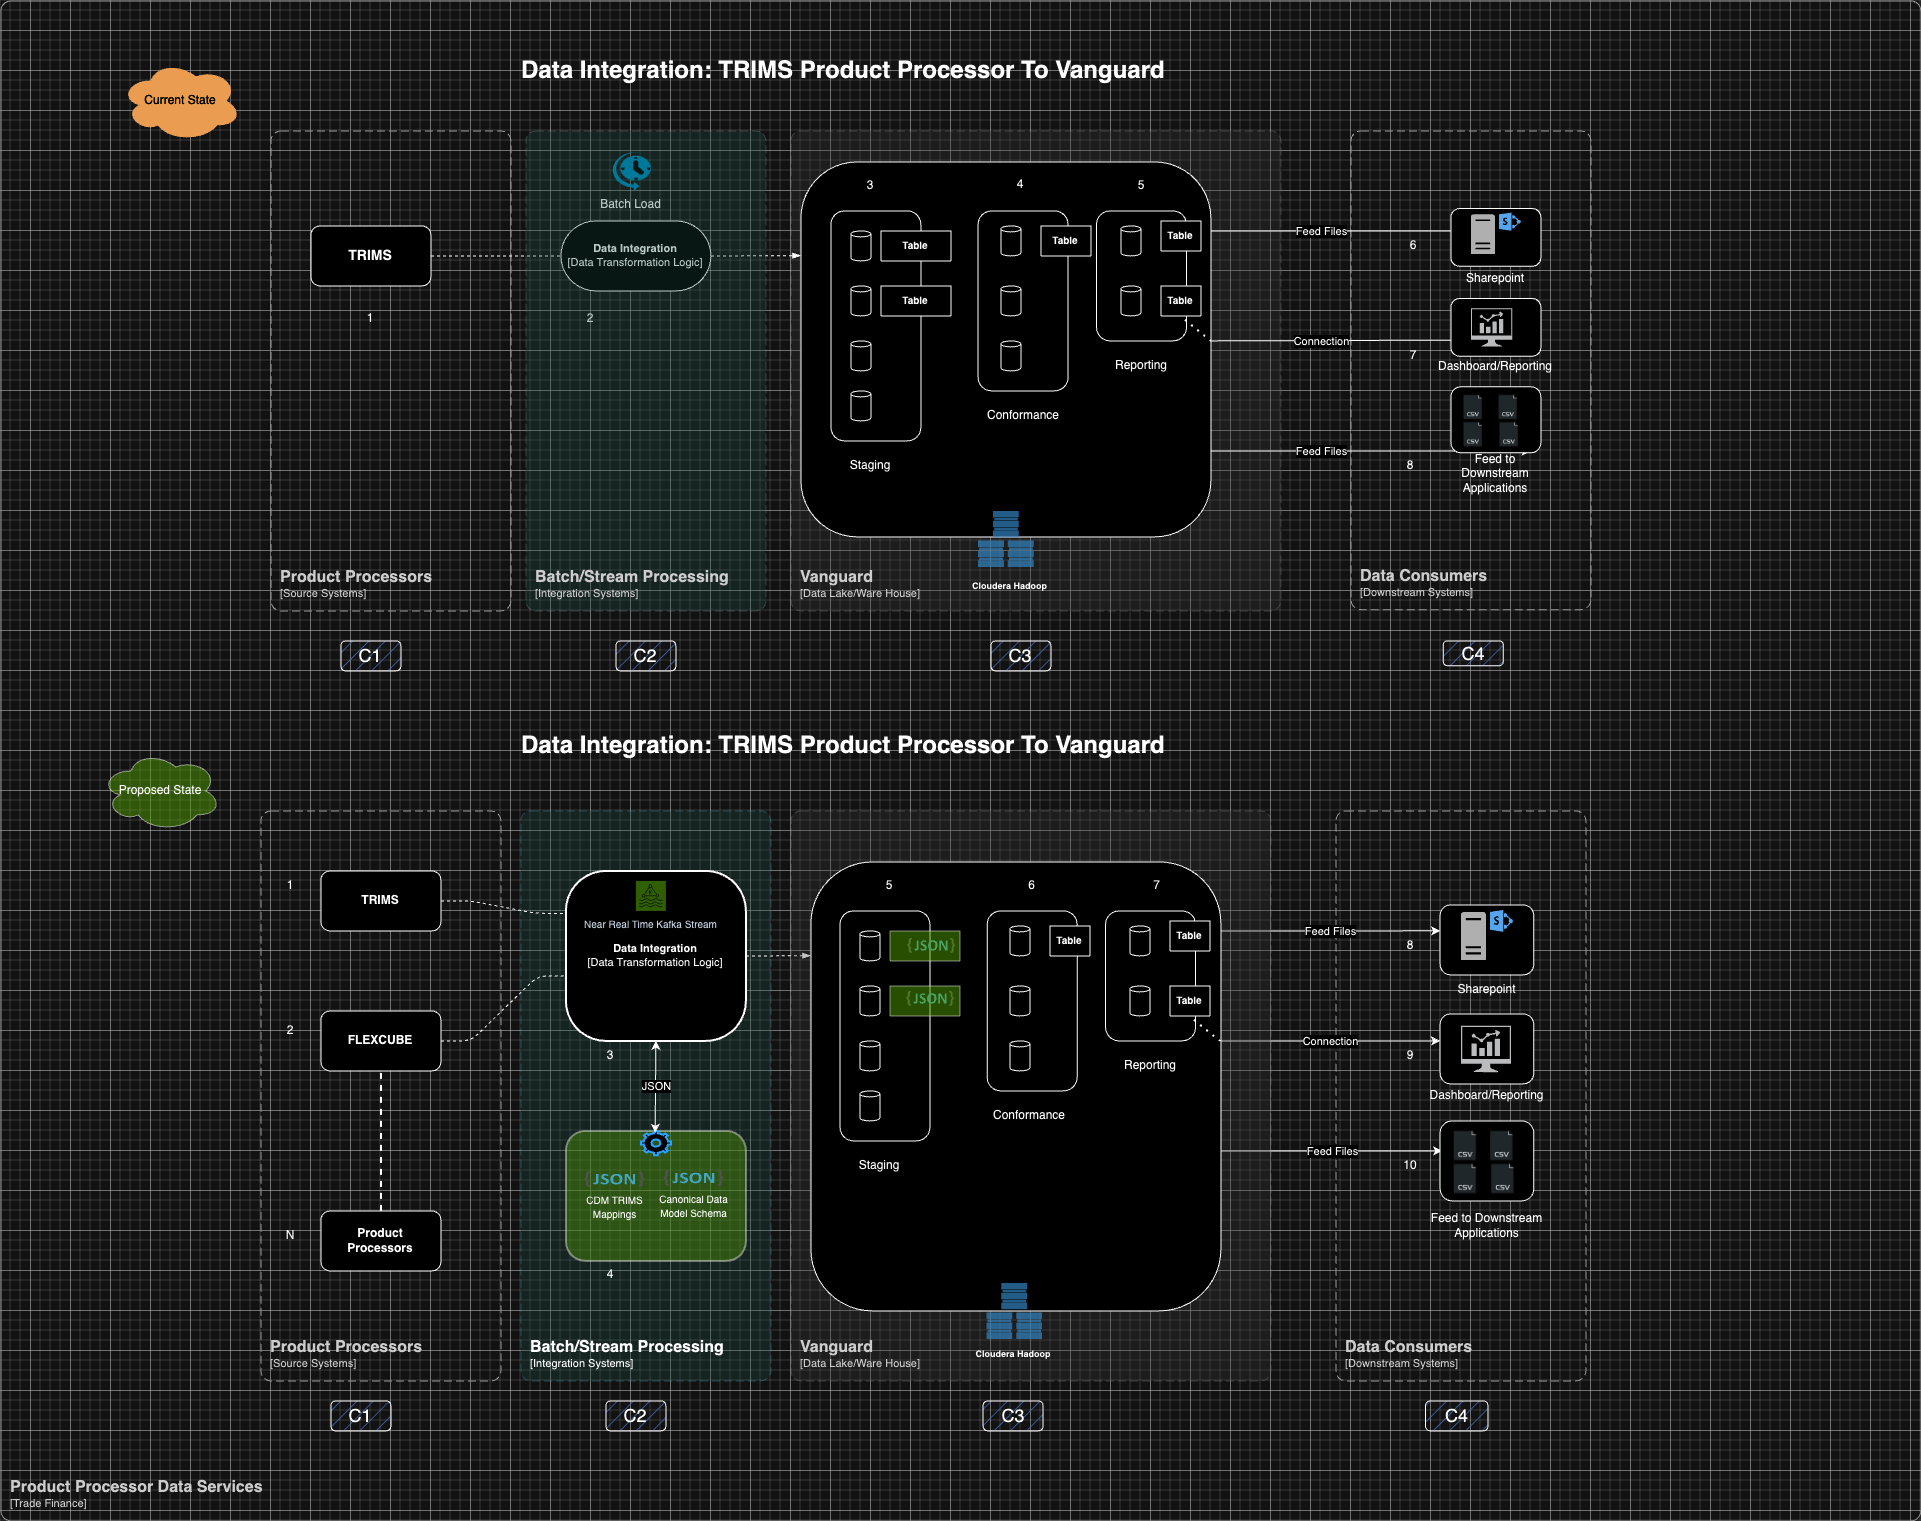 Data Integration: TRIMS Product Processor To Vanguard
Current State
Batch Load
TRIMS
1
Data Integration
[Data Transformation Logic]
2
3
4
5
Table
Table
Table
Table
Table
Staging
Conformance
Reporting
Cloudera Hadoop
Feed Files
6
Connection
7
Feed Files
8
Sharepoint
Dashboard/Reporting
CSV
CSV
CSV
CSV
Feed to
Downstream
Applications
Product Processors
[Source Systems]
Batch/Stream Processing
[Integration Systems]
Vanguard
[Data Lake/Ware House]
Data Consumers
[Downstream Systems]
C1
C2
C3
C4
Data Integration: TRIMS Product Processor To Vanguard
Proposed State
1
TRIMS
2
FLEXCUBE
N
Product
Processors
Near Real Time Kafka Stream
Data Integration
[Data Transformation Logic]
3
JSON
{JSON}
{JSON}
CDM TRIMS
Mappings
Canonical Data
Model Schema
4
5
6
7
{JSON}
{JSON}
Table
Table
Table
Staging
Conformance
Reporting
Cloudera Hadoop
Feed Files
8
Connection
9
Feed Files
10
Sharepoint
Dashboard/Reporting
CSV
CSV
CSV
CSV
Feed to Downstream
Applications
Product Processors
[Source Systems]
Batch/Stream Processing
[Integration Systems]
Vanguard
[Data Lake/Ware House]
Data Consumers
[Downstream Systems]
C1
C2
C3
C4
Product Processor Data Services
[Trade Finance]